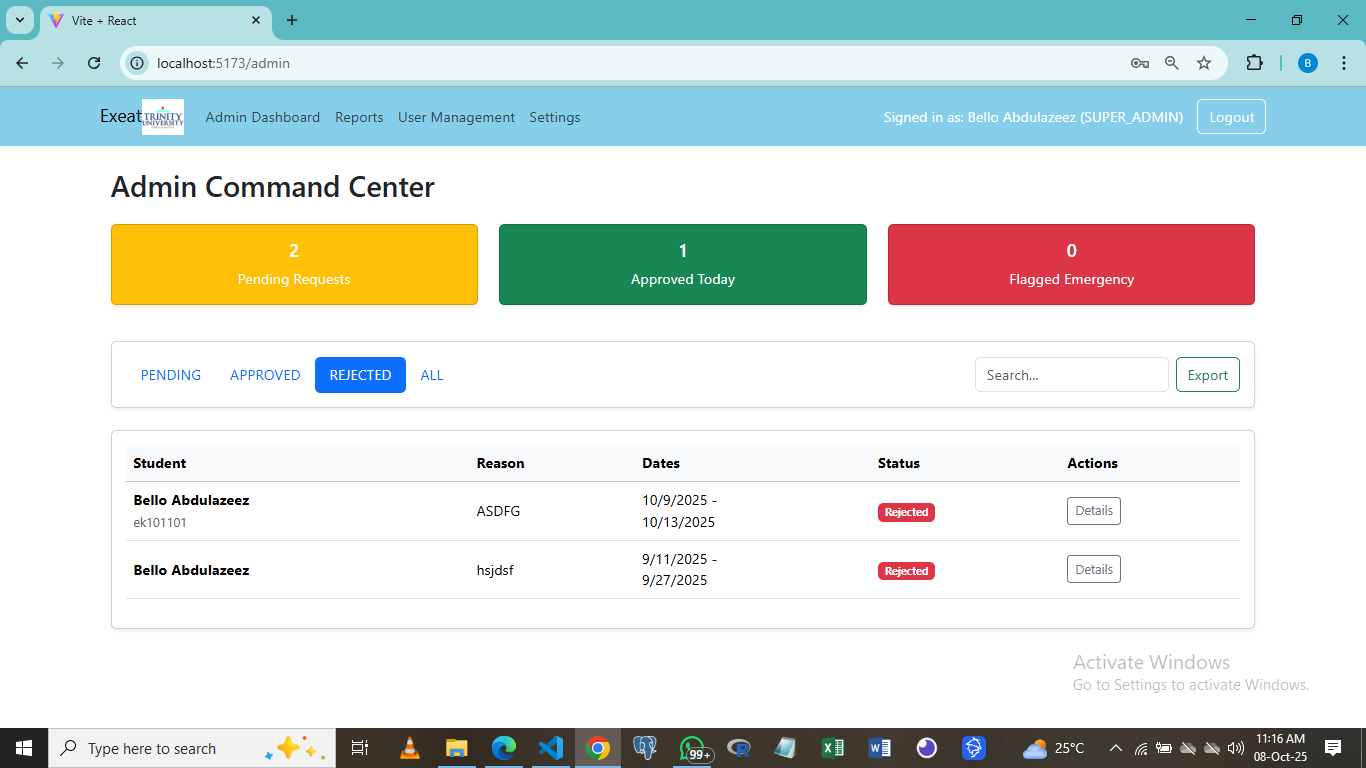 Vite + React
localhost:5173/admin
B
Exeat TRINITY UNIVERSITY Admin Dashboard Reports User Management Settings Signed in as: Bello Abdulazeez (SUPER_ADMIN) Logout
Admin Command Center
2 1 0
Pending Requests Approved Today Flagged Emergency
PENDING APPROVED REJECTED ALL Search... Export
Student Reason Dates Status Actions
Bello Abdulazeez ASDFG 10/9/2025 - Rejected Details
ek101101 10/13/2025
Bello Abdulazeez hsjdsf 9/11/2025 - Rejected Details
9/27/2025
Activate Windows
Go to Settings to activate Windows.
Type here to search 99+ 25°C 11:16 AM
08-Oct-25